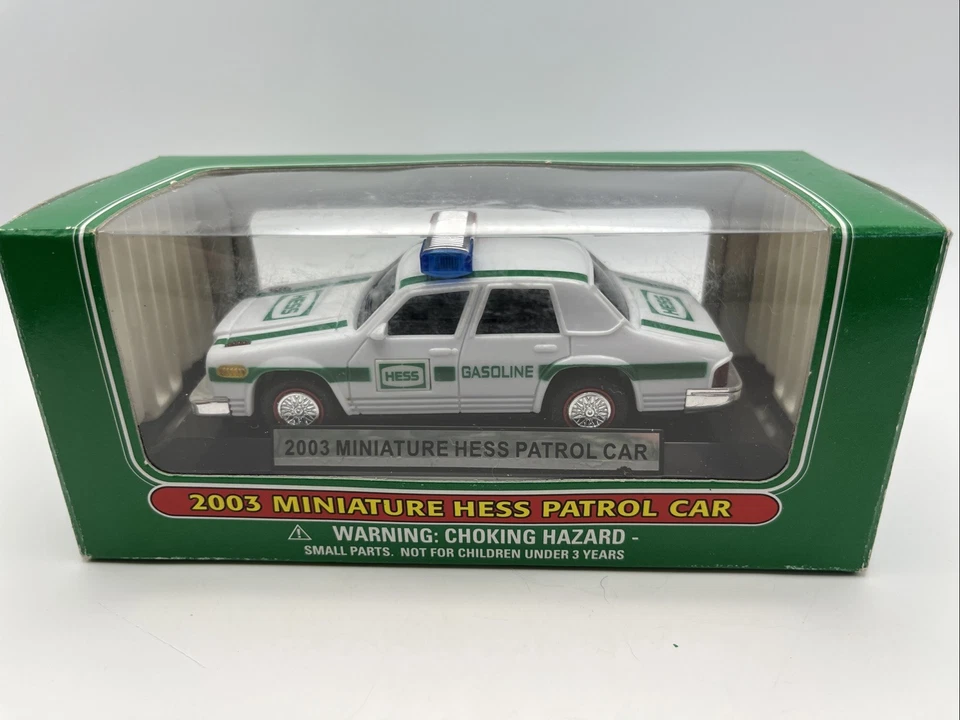 HESS
HESS
HESS
GASOLINE
2003 MINIATURE HESS PATROL CAR
2003 MINIATURE HESS PATROL CAR
WARNING: CHOKING HAZARD -
SMALL PARTS. NOT FOR CHILDREN UNDER 3 YEARS